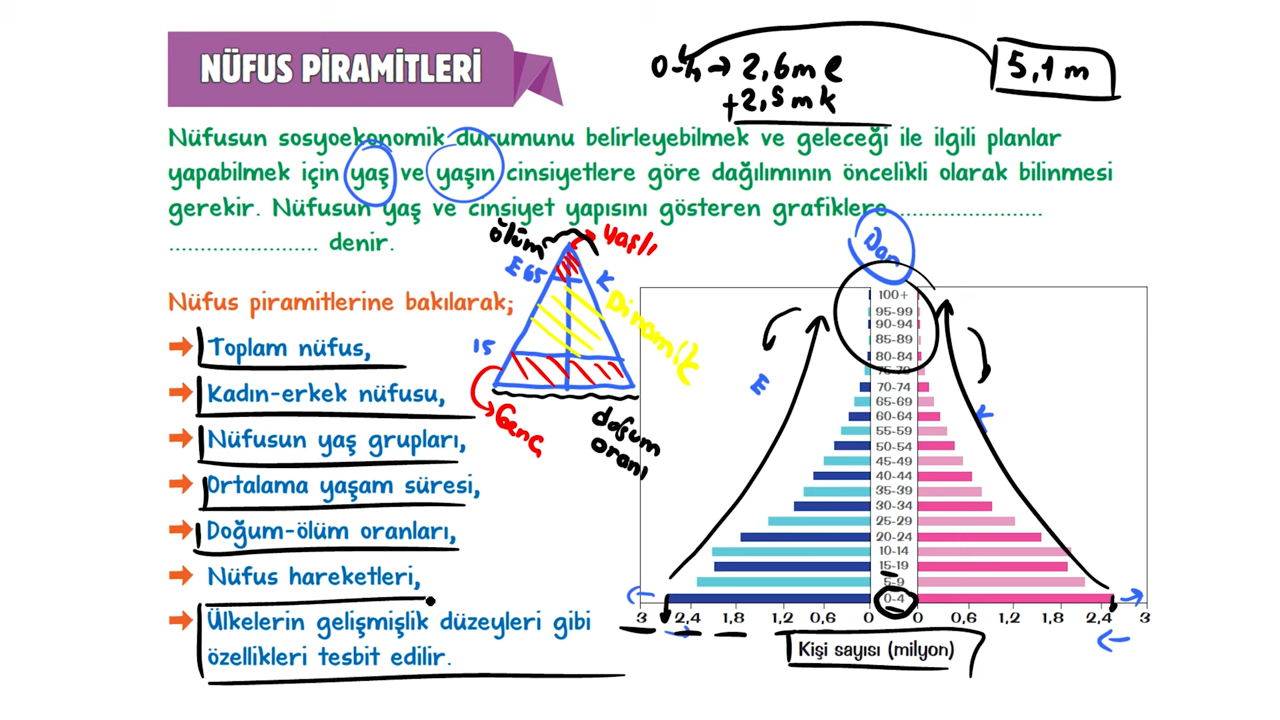 NÜFUS PİRAMİTLERİ
0-4 → 2,6m e
+2,5mk
5,1 m
Nüfusun sosyoekonomik durumunu belirleyebilmek ve geleceği ile ilgili planlar
yapabilmek için yaş ve yaşın cinsiyetlere göre dağılımının öncelikli olarak bilinmesi
gerekir. Nüfusun yaş ve cinsiyet yapısını gösteren grafiklere .......................
........................ denir.
Nüfus piramitlerine bakılarak;
Toplam nüfus,
Kadın-erkek nüfusu,
Nüfusun yaş grupları,
Ortalama yaşam süresi,
Doğum-ölüm oranları,
Nüfus hareketleri,
Ülkelerin gelişmişlik düzeyleri gibi
özellikleri tesbit edilir.
ölüm
yaşlı
E 65
K
Dinamik
15
Genç
doğum
oranı
Dar
E
K
100+
95-99
90-94
85-89
80-84
75-79
70-74
65-69
60-64
55-59
50-54
45-49
40-44
35-39
30-34
25-29
20-24
10-14
15-19
5-9
0-4
3 2,4 1,8 1,2 0,6 0 0 0,6 1,2 1,8 2,4 3
Kişi sayısı (milyon)